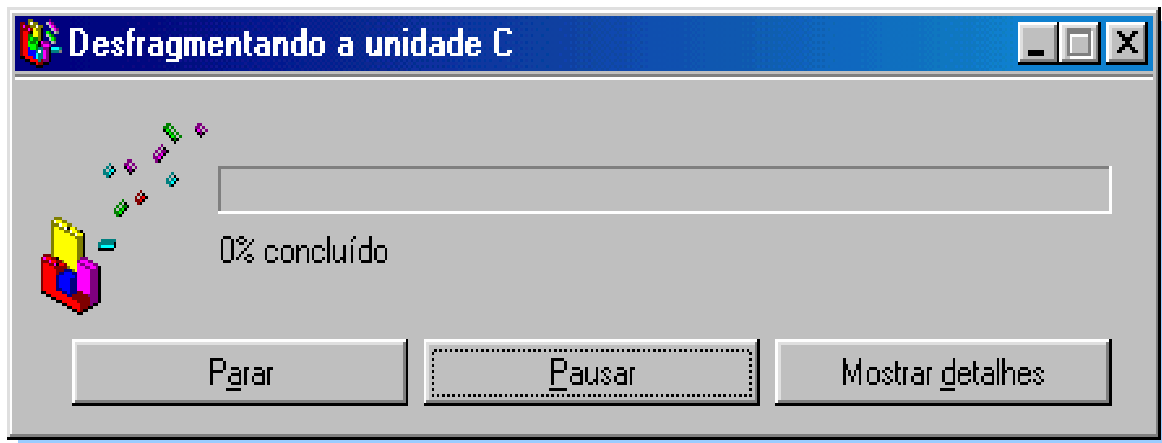 Desfragmentando a unidade C
0% concluído
Parar Pausar Mostrar detalhes